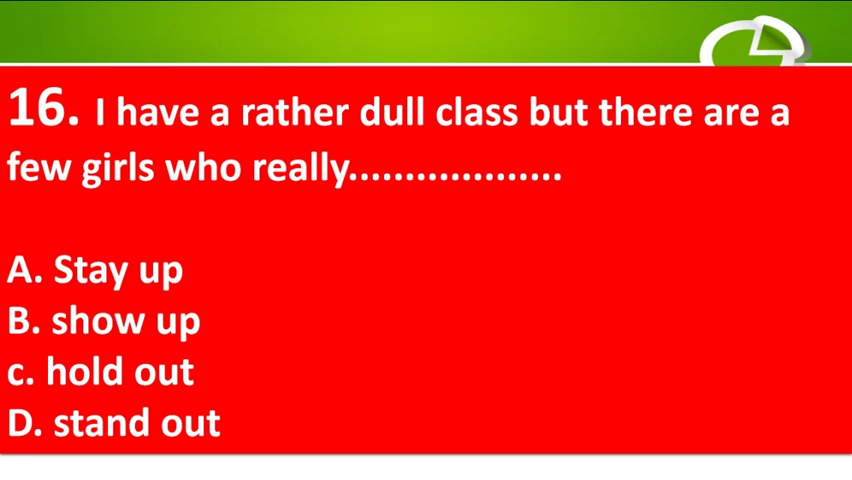 16. I have a rather dull class but there are a
few girls who really...................
A. Stay up
B. show up
c. hold out
D. stand out